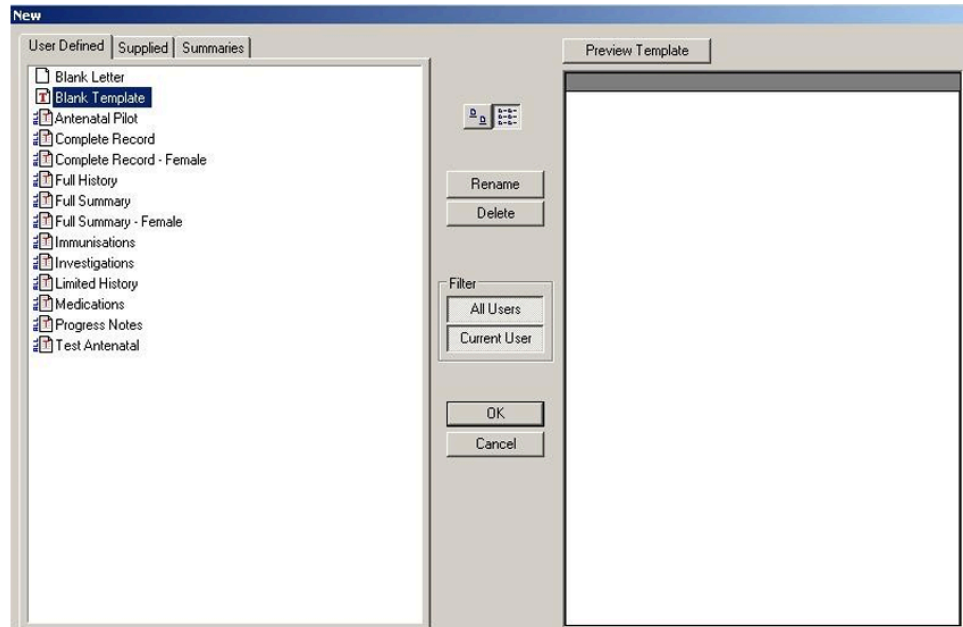 New
User Defined Supplied Summaries
Blank Letter
Blank Template
Antenatal Pilot
Complete Record
Complete Record - Female
Full History
Full Summary
Full Summary - Female
Immunisations
Investigations
Limited History
Medications
Progress Notes
Test Antenatal
Rename
Delete
Filter
All Users
Current User
OK
Cancel
Preview Template